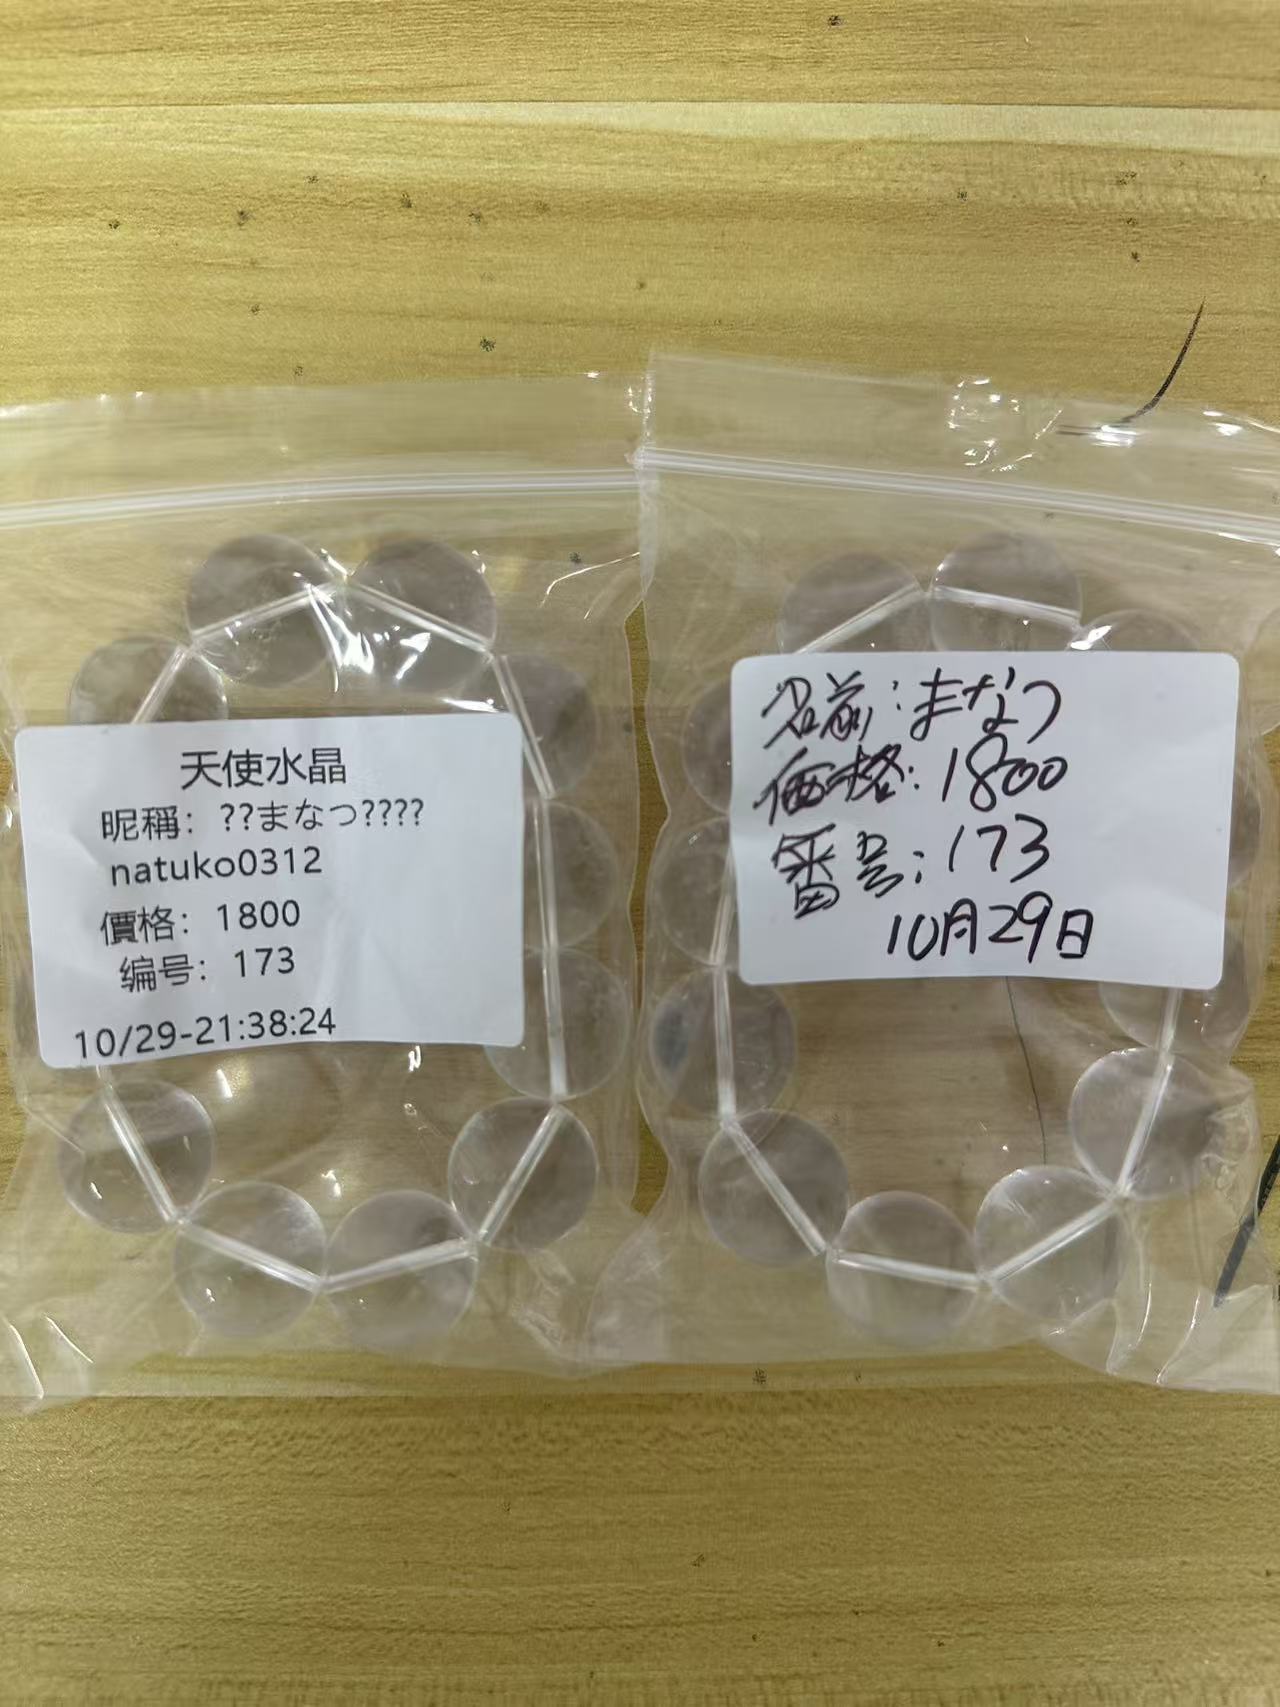 天使水晶
昵稱：??まなつ????
natuko0312
價格：1800
编号：173
10/29-21:38:24
名前：まなつ
価格：1800
番号：173
10月29日